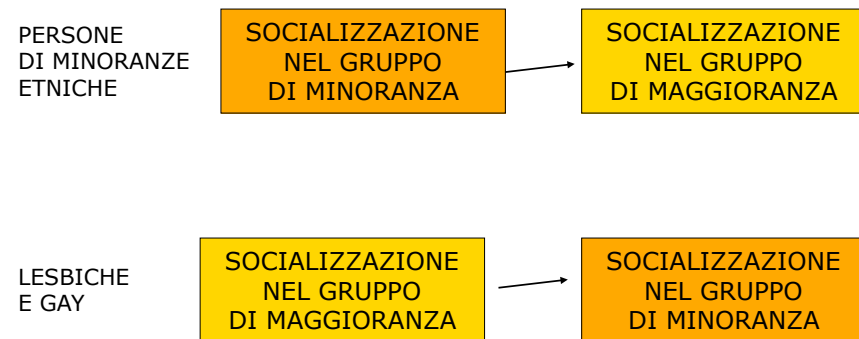 PERSONE
DI MINORANZE
ETNICHE
SOCIALIZZAZIONE
NEL GRUPPO
DI MINORANZA
SOCIALIZZAZIONE
NEL GRUPPO
DI MAGGIORANZA
LESBICHE
E GAY
SOCIALIZZAZIONE
NEL GRUPPO
DI MAGGIORANZA
SOCIALIZZAZIONE
NEL GRUPPO
DI MINORANZA